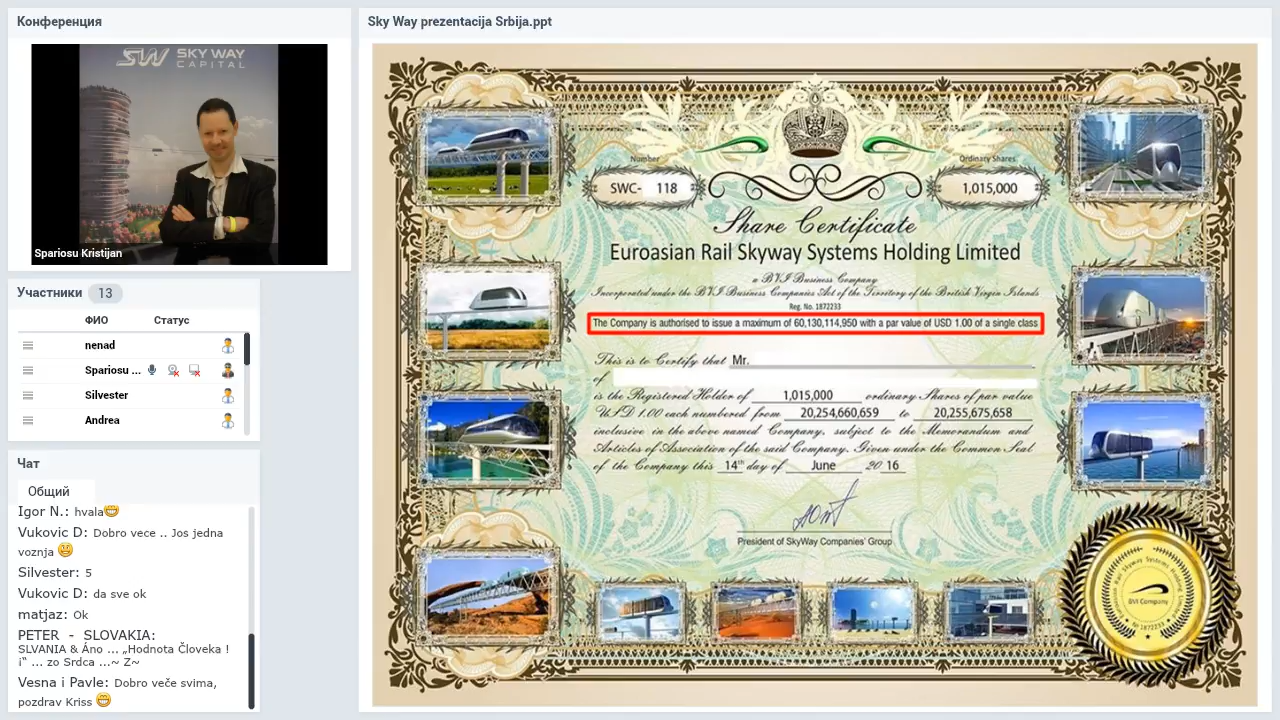 Конференция
SKY WAY
CAPITAL
Spariosu Kristijan
Участники 13
ФИО Статус
nenad
Spariosu ...
Silvester
Andrea
Чат
Общий
Igor N.: hvala
Vukovic D: Dobro vece .. Jos jedna
voznja
Silvester: 5
Vukovic D: da sve ok
matjaz: Ok
PETER - SLOVAKIA:
SLVANIA & Áno ... „Hodnota Človeka !
i“ ... zo Srdca ...~ Z~
Vesna i Pavle: Dobro veče svima,
pozdrav Kriss
Sky Way prezentacija Srbija.ppt
Number
Ordinary Shares
SWC- 118
1,015,000
Share Certificate
Euroasian Rail Skyway Systems Holding Limited
a BVI Business Company
Incorporated under the BVI Business Companies Act of the Territory of the British Virgin Islands
Reg. No. 1872233
The Company is authorised to issue a maximum of 60,130,114,950 with a par value of USD 1.00 of a single class
This is to Certify that Mr.
of
is the Registered Holder of 1,015,000 ordinary Shares of par value
USD 1.00 each numbered from 20,254,660,659 to 20,255,675,658
inclusive in the above named Company, subject to the Memorandum and
Articles of Association of the said Company. Given under the Common Seal
of the Company this 14th day of June 20 16
President of SkyWay Companies' Group
BVI Company